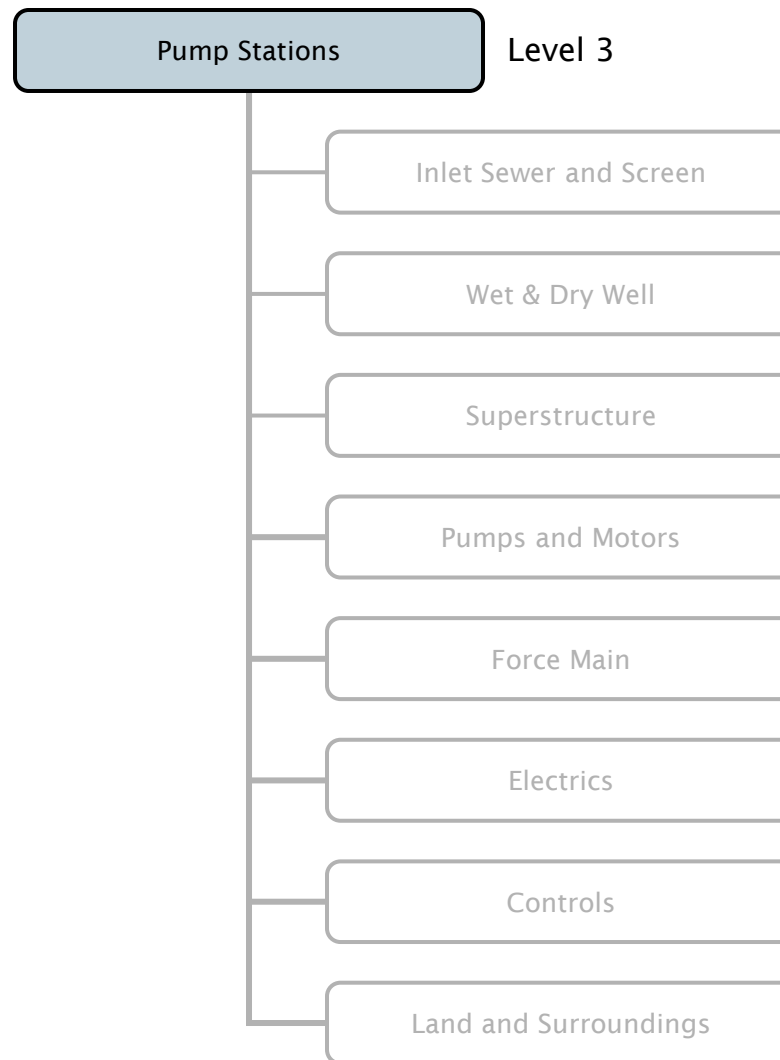 Pump Stations
Level 3
Inlet Sewer and Screen
Wet & Dry Well
Superstructure
Pumps and Motors
Force Main
Electrics
Controls
Land and Surroundings